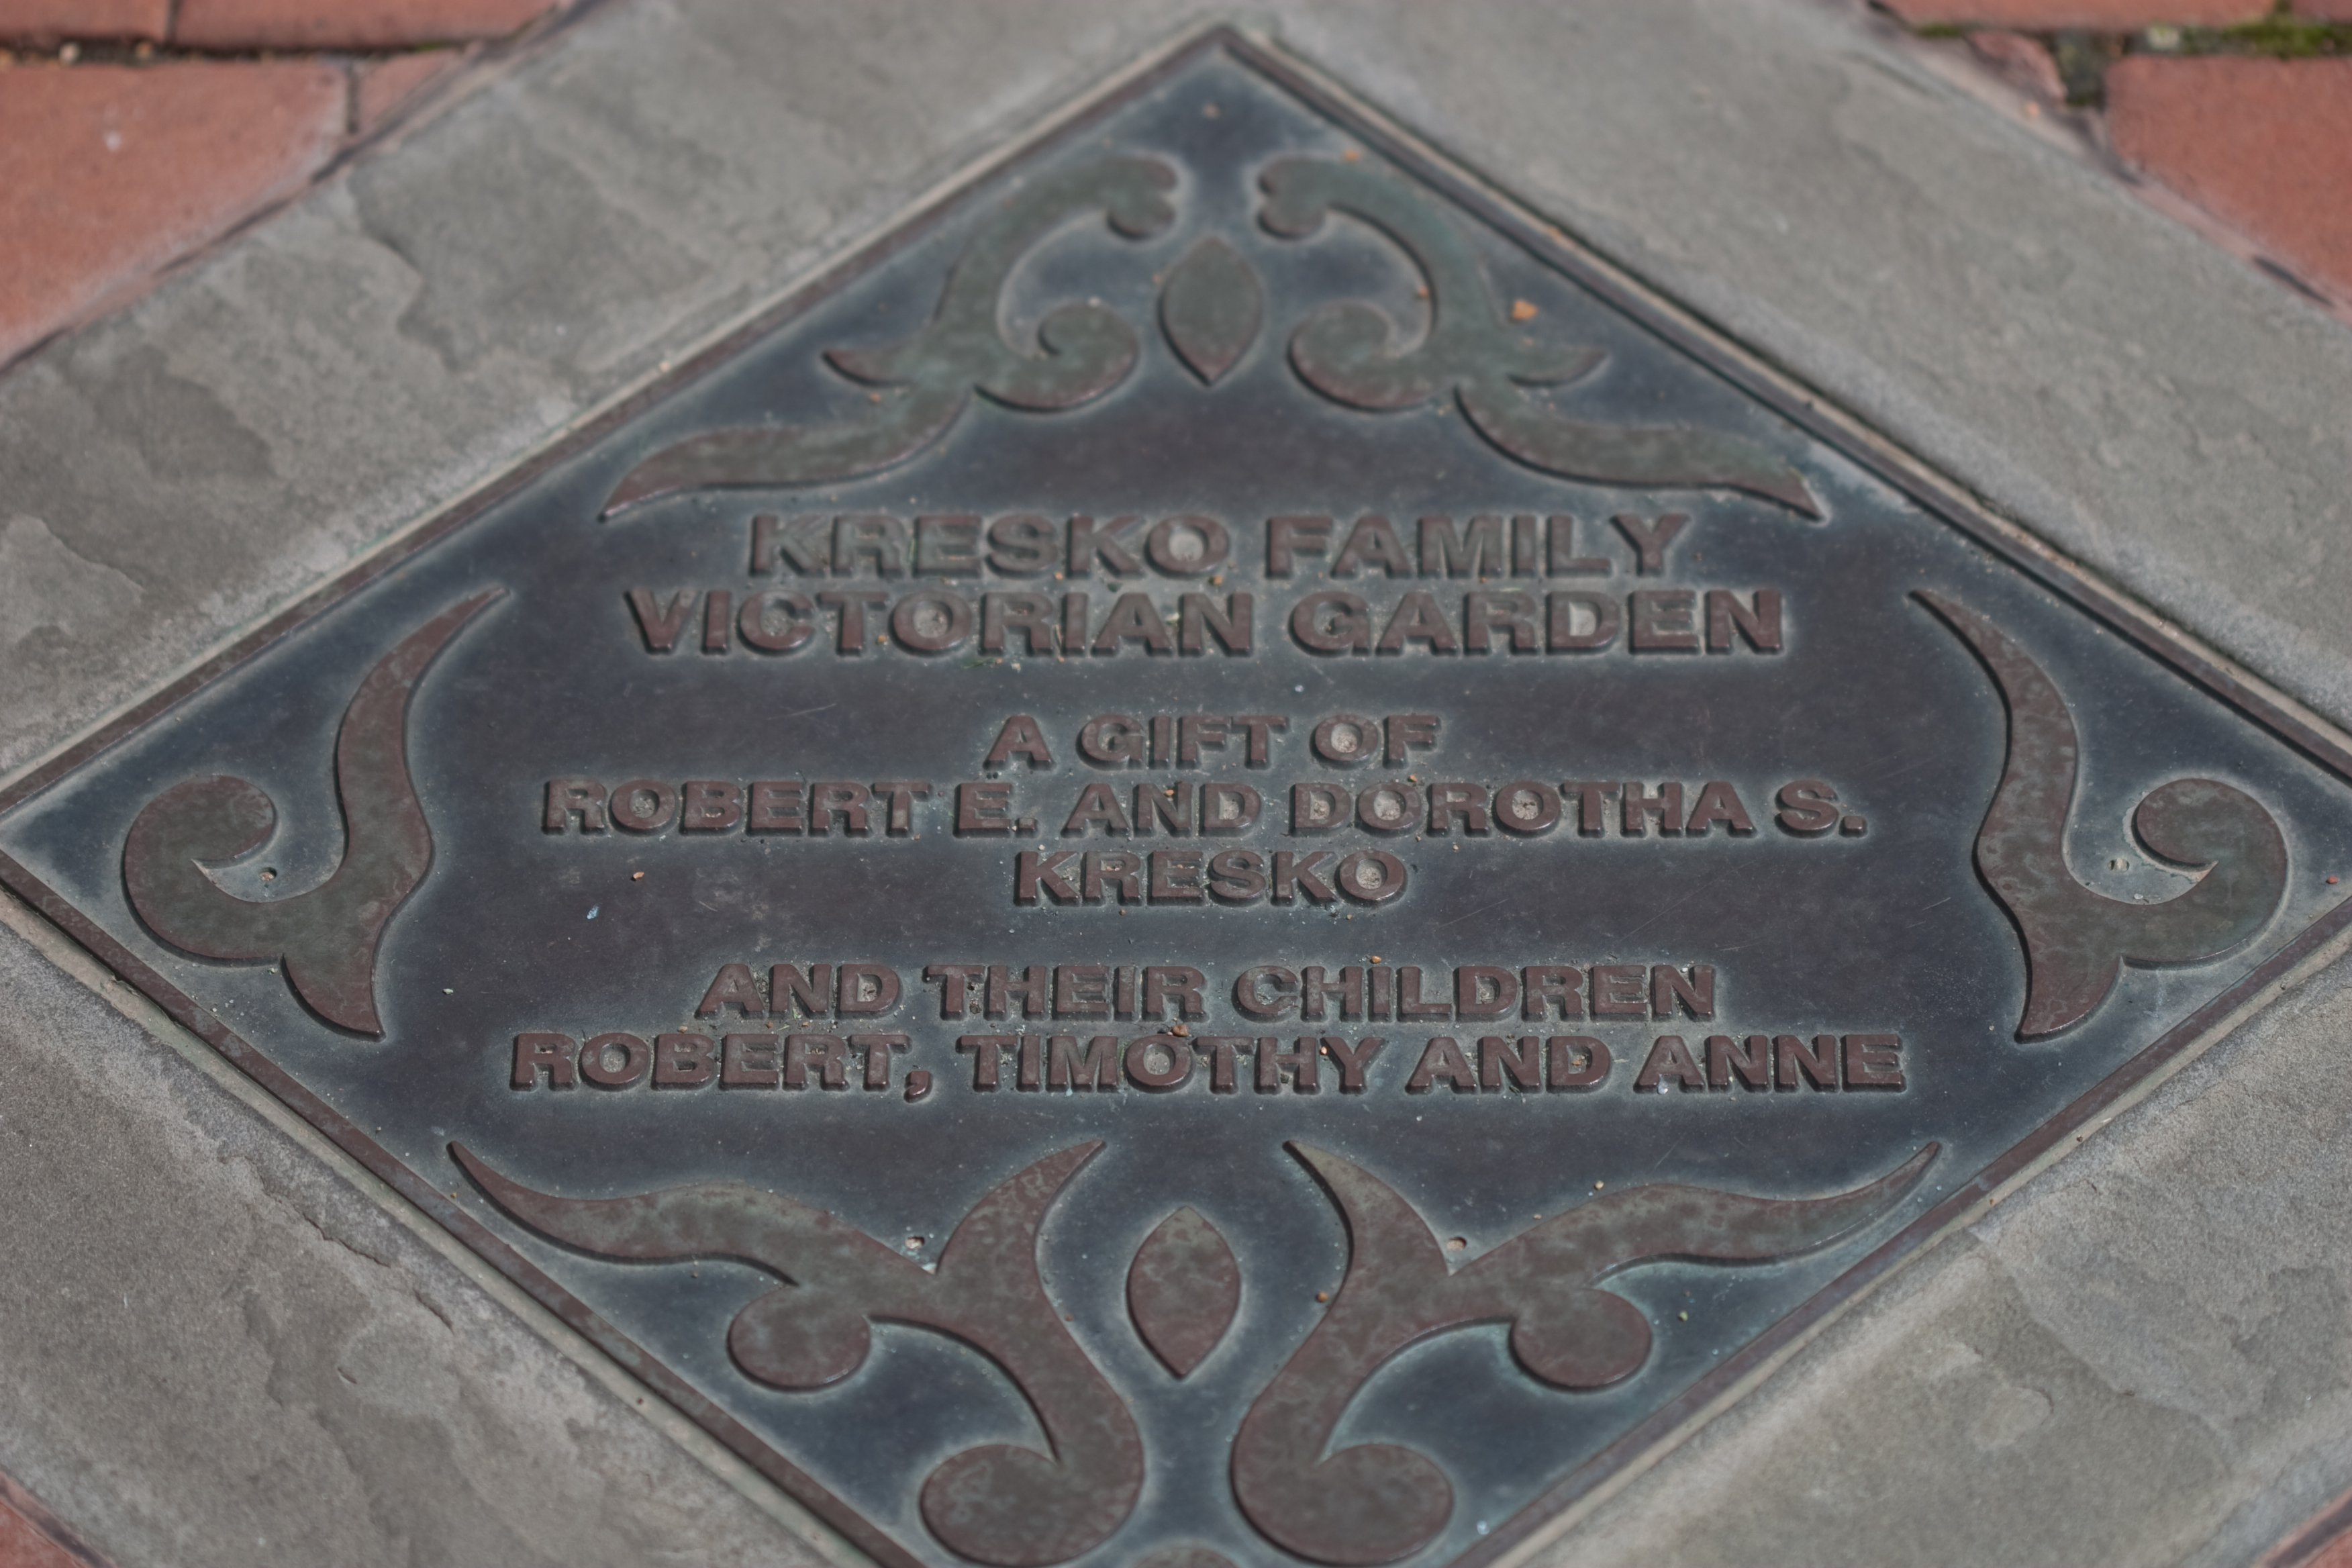 KRESKO FAMILY
VICTORIAN GARDEN
A GIFT OF
ROBERT E. AND DOROTHA S.
KRESKO
AND THEIR CHILDREN
ROBERT, TIMOTHY AND ANNE